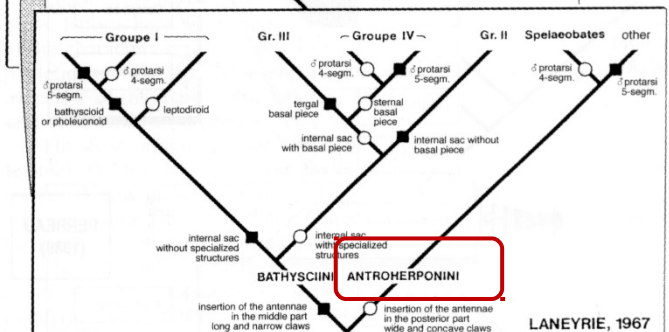 Groupe I
Gr. III
Groupe IV
Gr. II
Spelaeobates
other
♂ protarsi
5-segm.
♂ protarsi
4-segm.
♂ protarsi
4-segm.
♂ protarsi
5-segm.
♂ protarsi
4-segm.
♂ protarsi
5-segm.
bathyscioid
or pholeuonoid
leptodiroid
tergal
basal piece
sternal
basal
piece
internal sac
with basal piece
internal sac without
basal piece
internal sac
without specialized
structures
internal sac
with specialized
structures
BATHYSCIINI
ANTROHERPONINI
insertion of the antennae
in the middle part
long and narrow claws
insertion of the antennae
in the posterior part
wide and concave claws
LANEYRIE, 1967